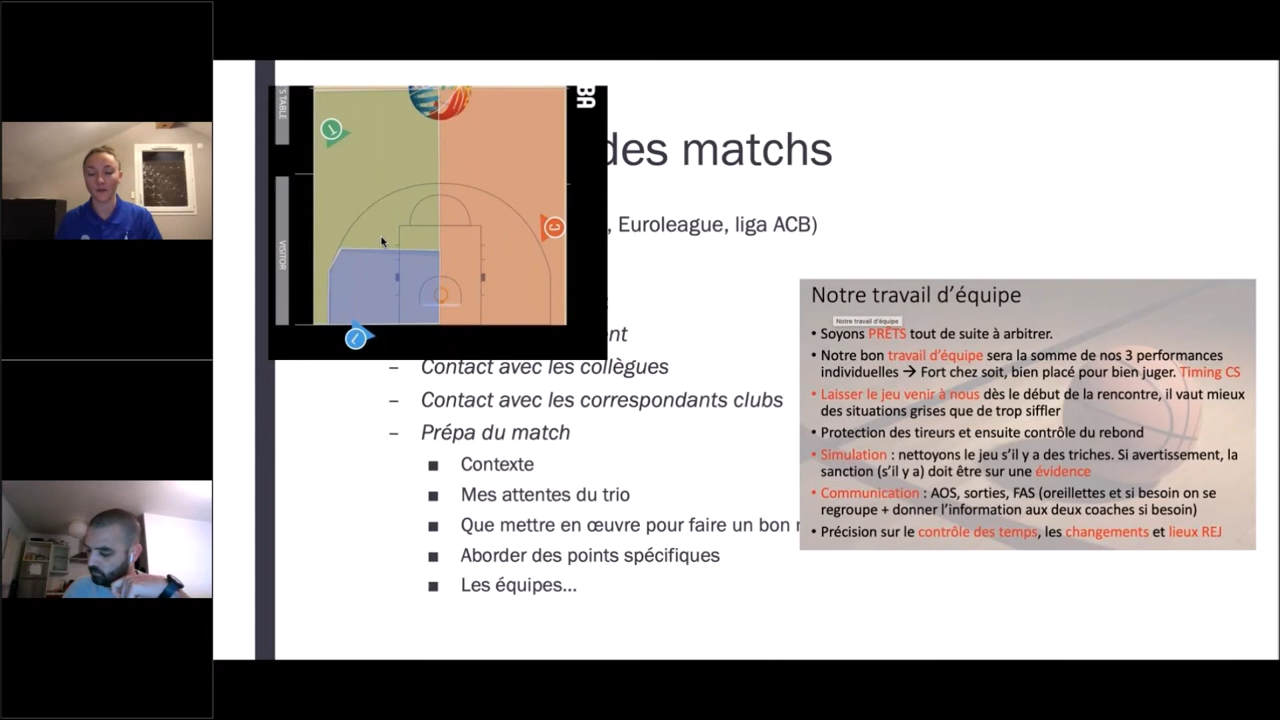 BA
S TABLE
VISITOR
des matchs
, Euroleague, liga ACB)
nt
– Contact avec les collègues
– Contact avec les correspondants clubs
– Prépa du match
■ Contexte
■ Mes attentes du trio
■ Que mettre en œuvre pour faire un bon
■ Aborder des points spécifiques
■ Les équipes...
Notre travail d'équipe
Notre travail d'équipe
• Soyons PRÊTS tout de suite à arbitrer.
• Notre bon travail d'équipe sera la somme de nos 3 performances
individuelles → Fort chez soit, bien placé pour bien juger. Timing CS
• Laisser le jeu venir à nous dès le début de la rencontre, il vaut mieux
des situations grises que de trop siffler
• Protection des tireurs et ensuite contrôle du rebond
• Simulation : nettoyons le jeu s'il y a des triches. Si avertissement, la
sanction (s'il y a) doit être sur une évidence
• Communication : AOS, sorties, FAS (oreillettes et si besoin on se
regroupe + donner l'information aux deux coaches si besoin)
• Précision sur le contrôle des temps, les changements et lieux REJ